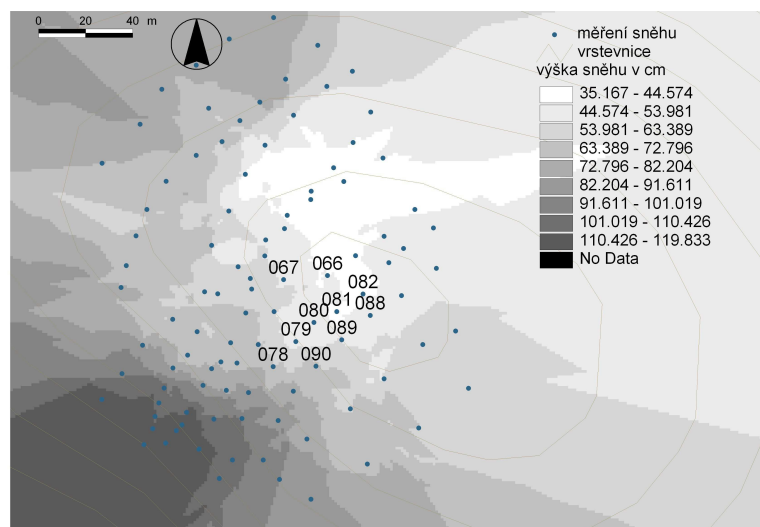 0 20 40 m
měření sněhu
vrstevnice
výška sněhu v cm
35.167 - 44.574
44.574 - 53.981
53.981 - 63.389
63.389 - 72.796
72.796 - 82.204
82.204 - 91.611
91.611 - 101.019
101.019 - 110.426
110.426 - 119.833
No Data
067 066
082
081 088
080
079 089
078 090